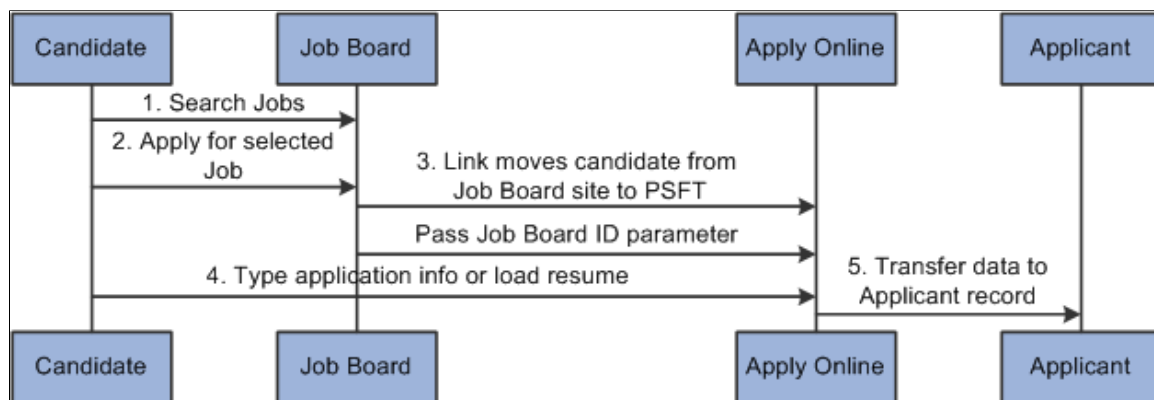 Candidate
Job Board
Apply Online
Applicant
1. Search Jobs
2. Apply for selected
Job
3. Link moves candidate from
Job Board site to PSFT
Pass Job Board ID parameter
4. Type application info or load resume
5. Transfer data to
Applicant record
Candidate
Job Board
Apply Online
Applicant